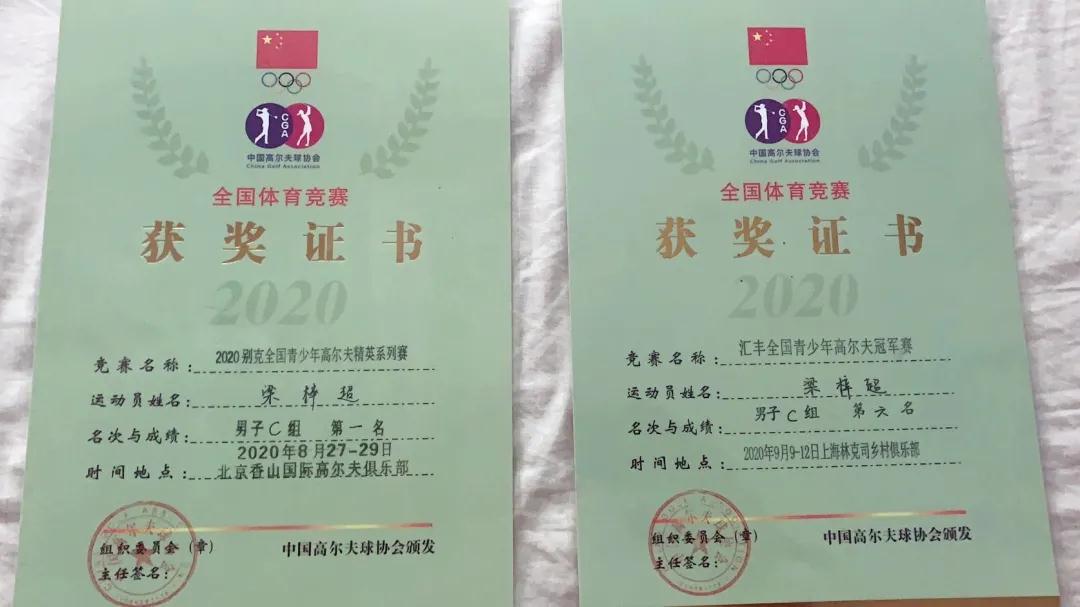 CGA
中国高尔夫球协会
China Golf Association
全国体育竞赛
获奖证书
2020
竞赛名称：2020别克全国青少年高尔夫精英系列赛
运动员姓名：梁梓超
名次与成绩：男子C组 第一名
2020年8月27-29日
时间地点：北京香山国际高尔夫俱乐部
组织委员会（章） 中国高尔夫球协会颁发
主任签名：
CGA
中国高尔夫球协会
China Golf Association
全国体育竞赛
获奖证书
2020
竞赛名称：汇丰全国青少年高尔夫冠军赛
运动员姓名：梁梓超
名次与成绩：男子C组 第六名
时间地点：2020年9月9-12日上海林克司乡村俱乐部
组织委员会（章） 中国高尔夫球协会颁发
主任签名：